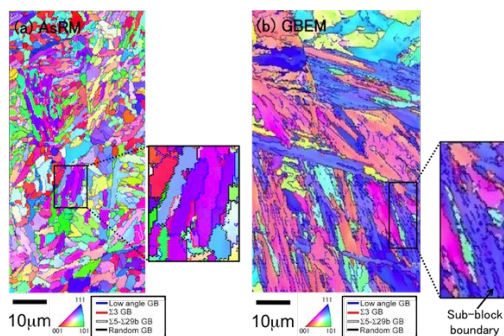 (a) AsRM
(b) GBEM
10μm
111
001
101
Low angle GB
Σ3 GB
Σ5-Σ29b GB
Random GB
10μm
111
001
101
Low angle GB
Σ3 GB
Σ5-Σ29b GB
Random GB
Sub-block
boundary